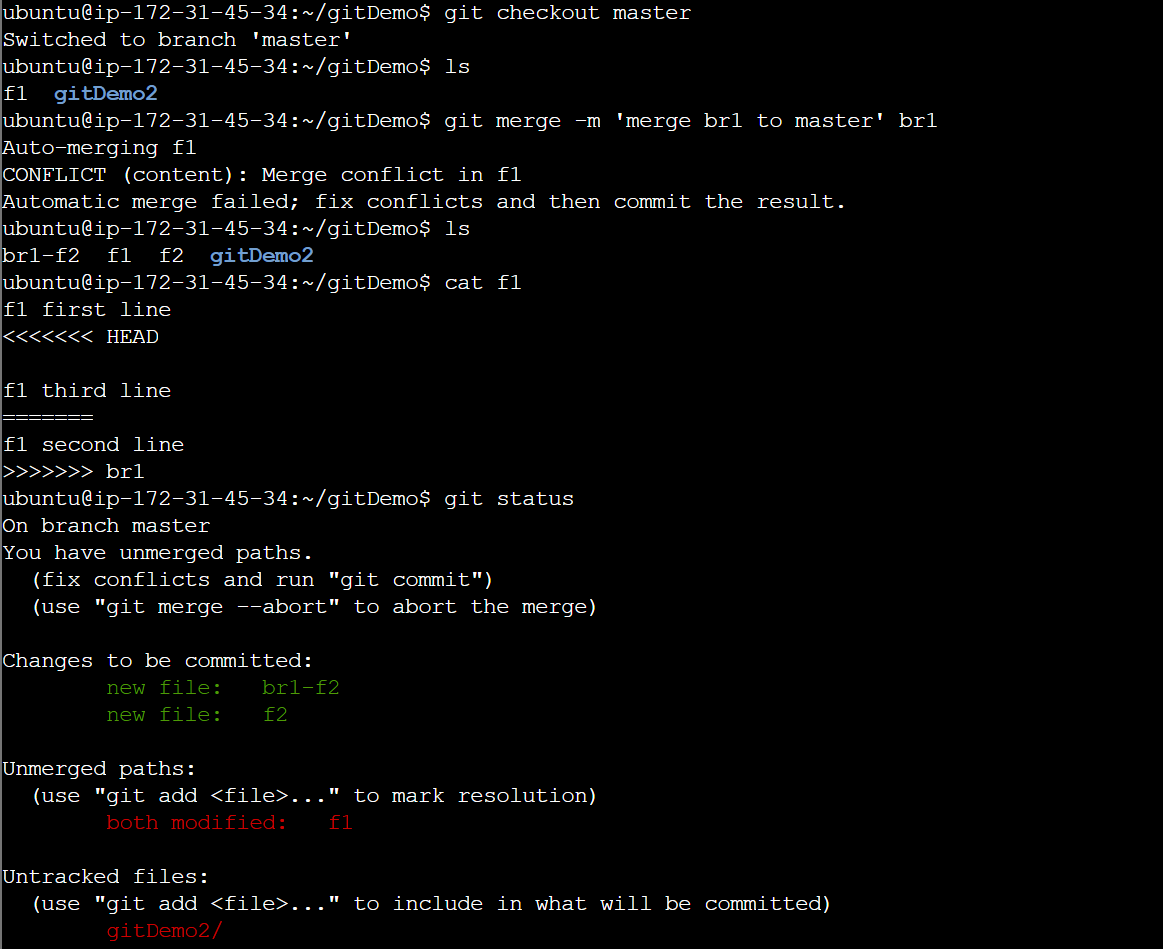 ubuntu@ip-172-31-45-34:~/gitDemo$ git checkout master
Switched to branch 'master'
ubuntu@ip-172-31-45-34:~/gitDemo$ ls
f1  gitDemo2
ubuntu@ip-172-31-45-34:~/gitDemo$ git merge -m 'merge br1 to master' br1
Auto-merging f1
CONFLICT (content): Merge conflict in f1
Automatic merge failed; fix conflicts and then commit the result.
ubuntu@ip-172-31-45-34:~/gitDemo$ ls
br1-f2  f1  f2  gitDemo2
ubuntu@ip-172-31-45-34:~/gitDemo$ cat f1
f1 first line
<<<<<<< HEAD

f1 third line
=======
f1 second line
>>>>>>> br1
ubuntu@ip-172-31-45-34:~/gitDemo$ git status
On branch master
You have unmerged paths.
  (fix conflicts and run "git commit")
  (use "git merge --abort" to abort the merge)

Changes to be committed:
        new file:   br1-f2
        new file:   f2

Unmerged paths:
  (use "git add <file>..." to mark resolution)
        both modified:   f1

Untracked files:
  (use "git add <file>..." to include in what will be committed)
        gitDemo2/